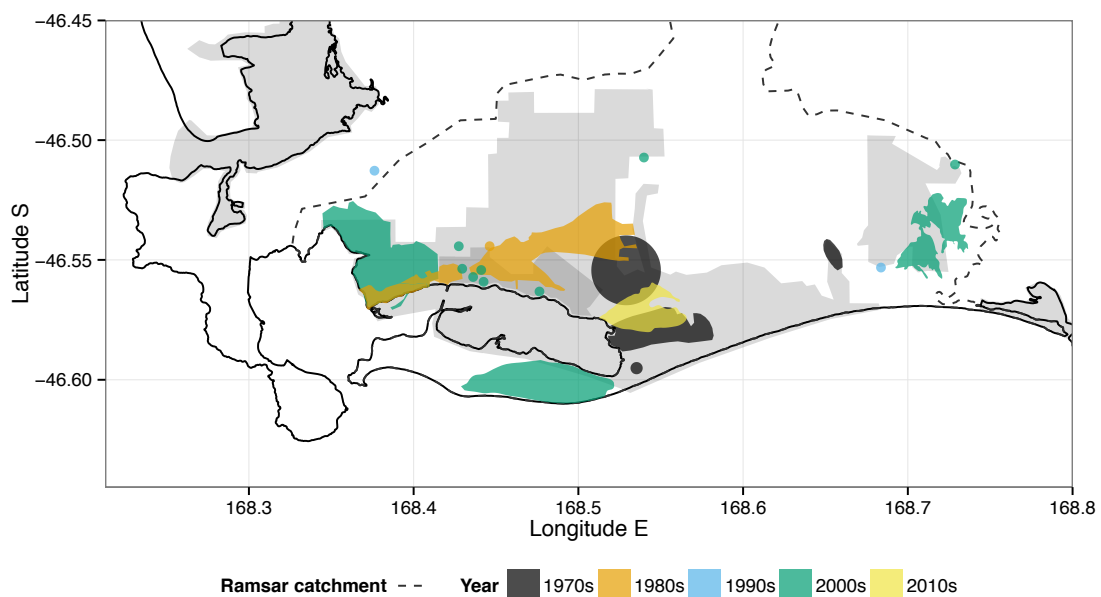 −46.45
−46.50
−46.55
−46.60
Latitude S
168.3 168.4 168.5 168.6 168.7 168.8
Longitude E
Ramsar catchment Year 1970s 1980s 1990s 2000s 2010s